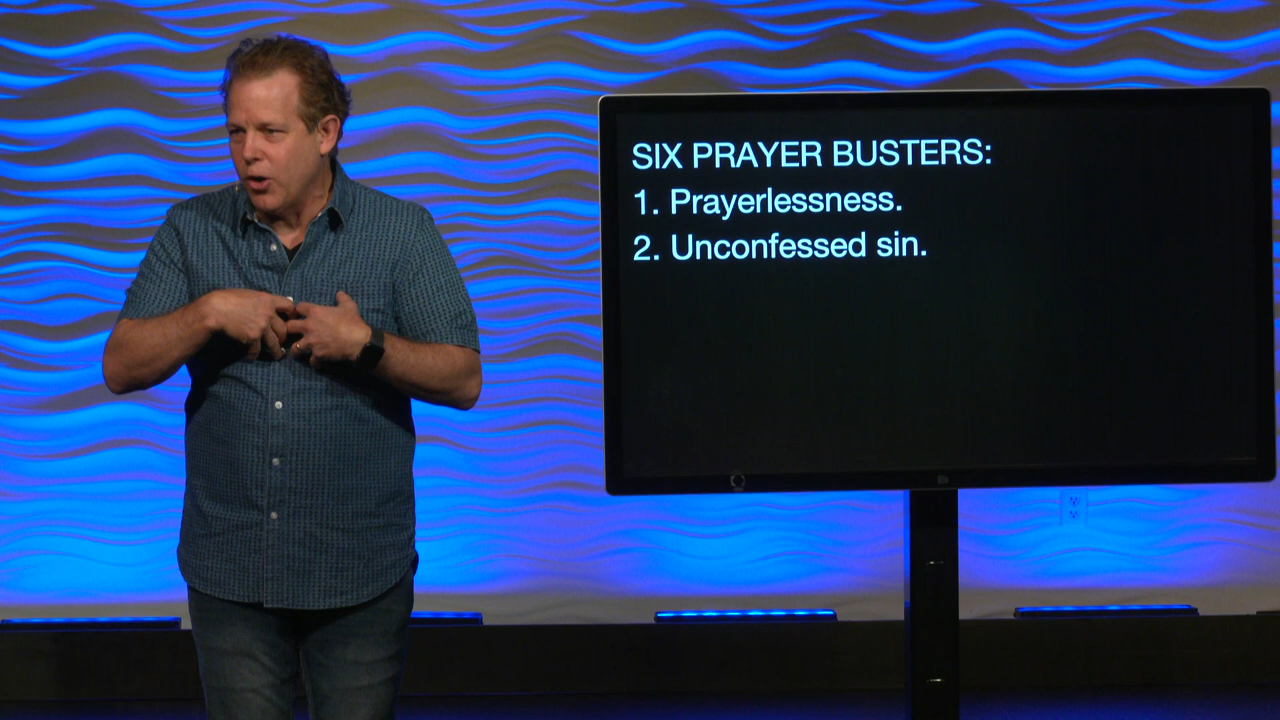 SIX PRAYER BUSTERS:
1. Prayerlessness.
2. Unconfessed sin.